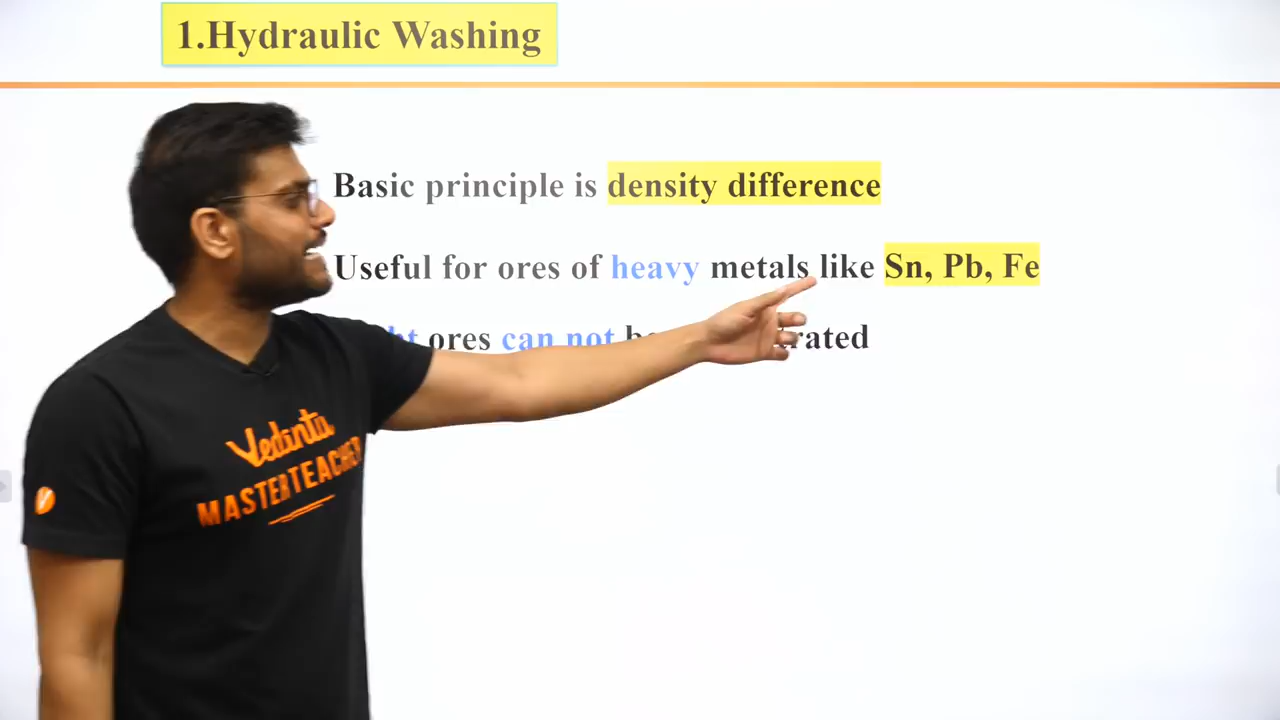 1.Hydraulic Washing
Basic principle is density difference
Useful for ores of heavy metals like Sn, Pb, Fe
ores can not
Vedantu
MASTERTEACHER